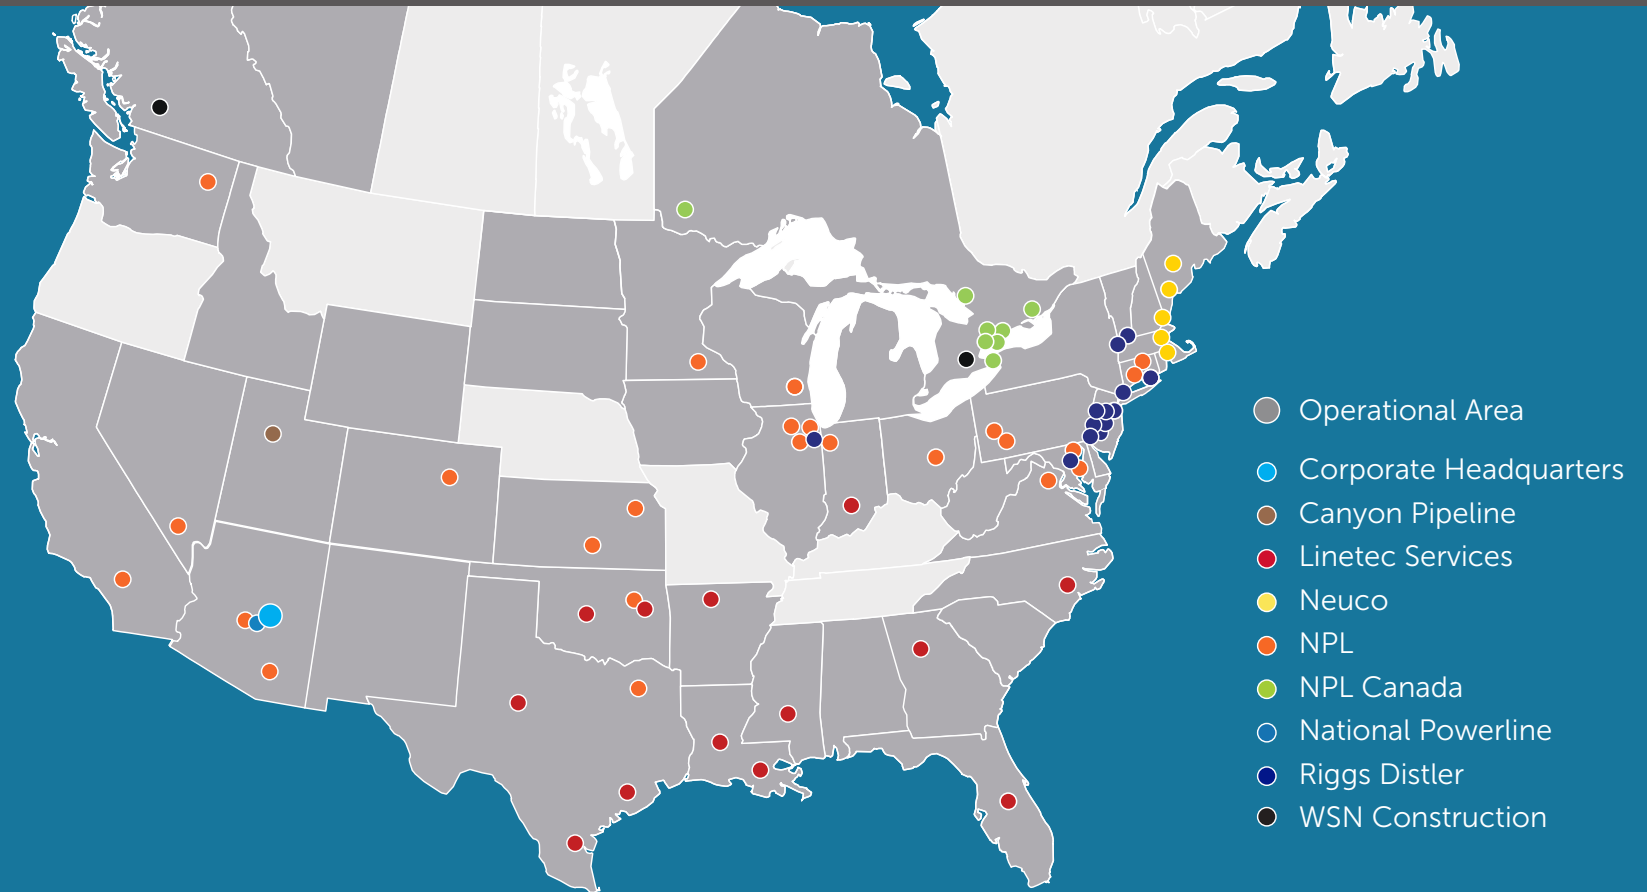 Operational Area
Corporate Headquarters
Canyon Pipeline
Linetec Services
Neuco
NPL
NPL Canada
National Powerline
Riggs Distler
WSN Construction